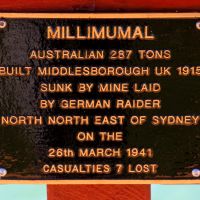 MILLIMUMAL
AUSTRALIAN 287 TONS
BUILT MIDDLESBOROUGH UK 1915
SUNK BY MINE LAID
BY GERMAN RAIDER
NORTH NORTH EAST OF SYDNEY
ON THE
26th MARCH 1941
CASUALTIES 7 LOST